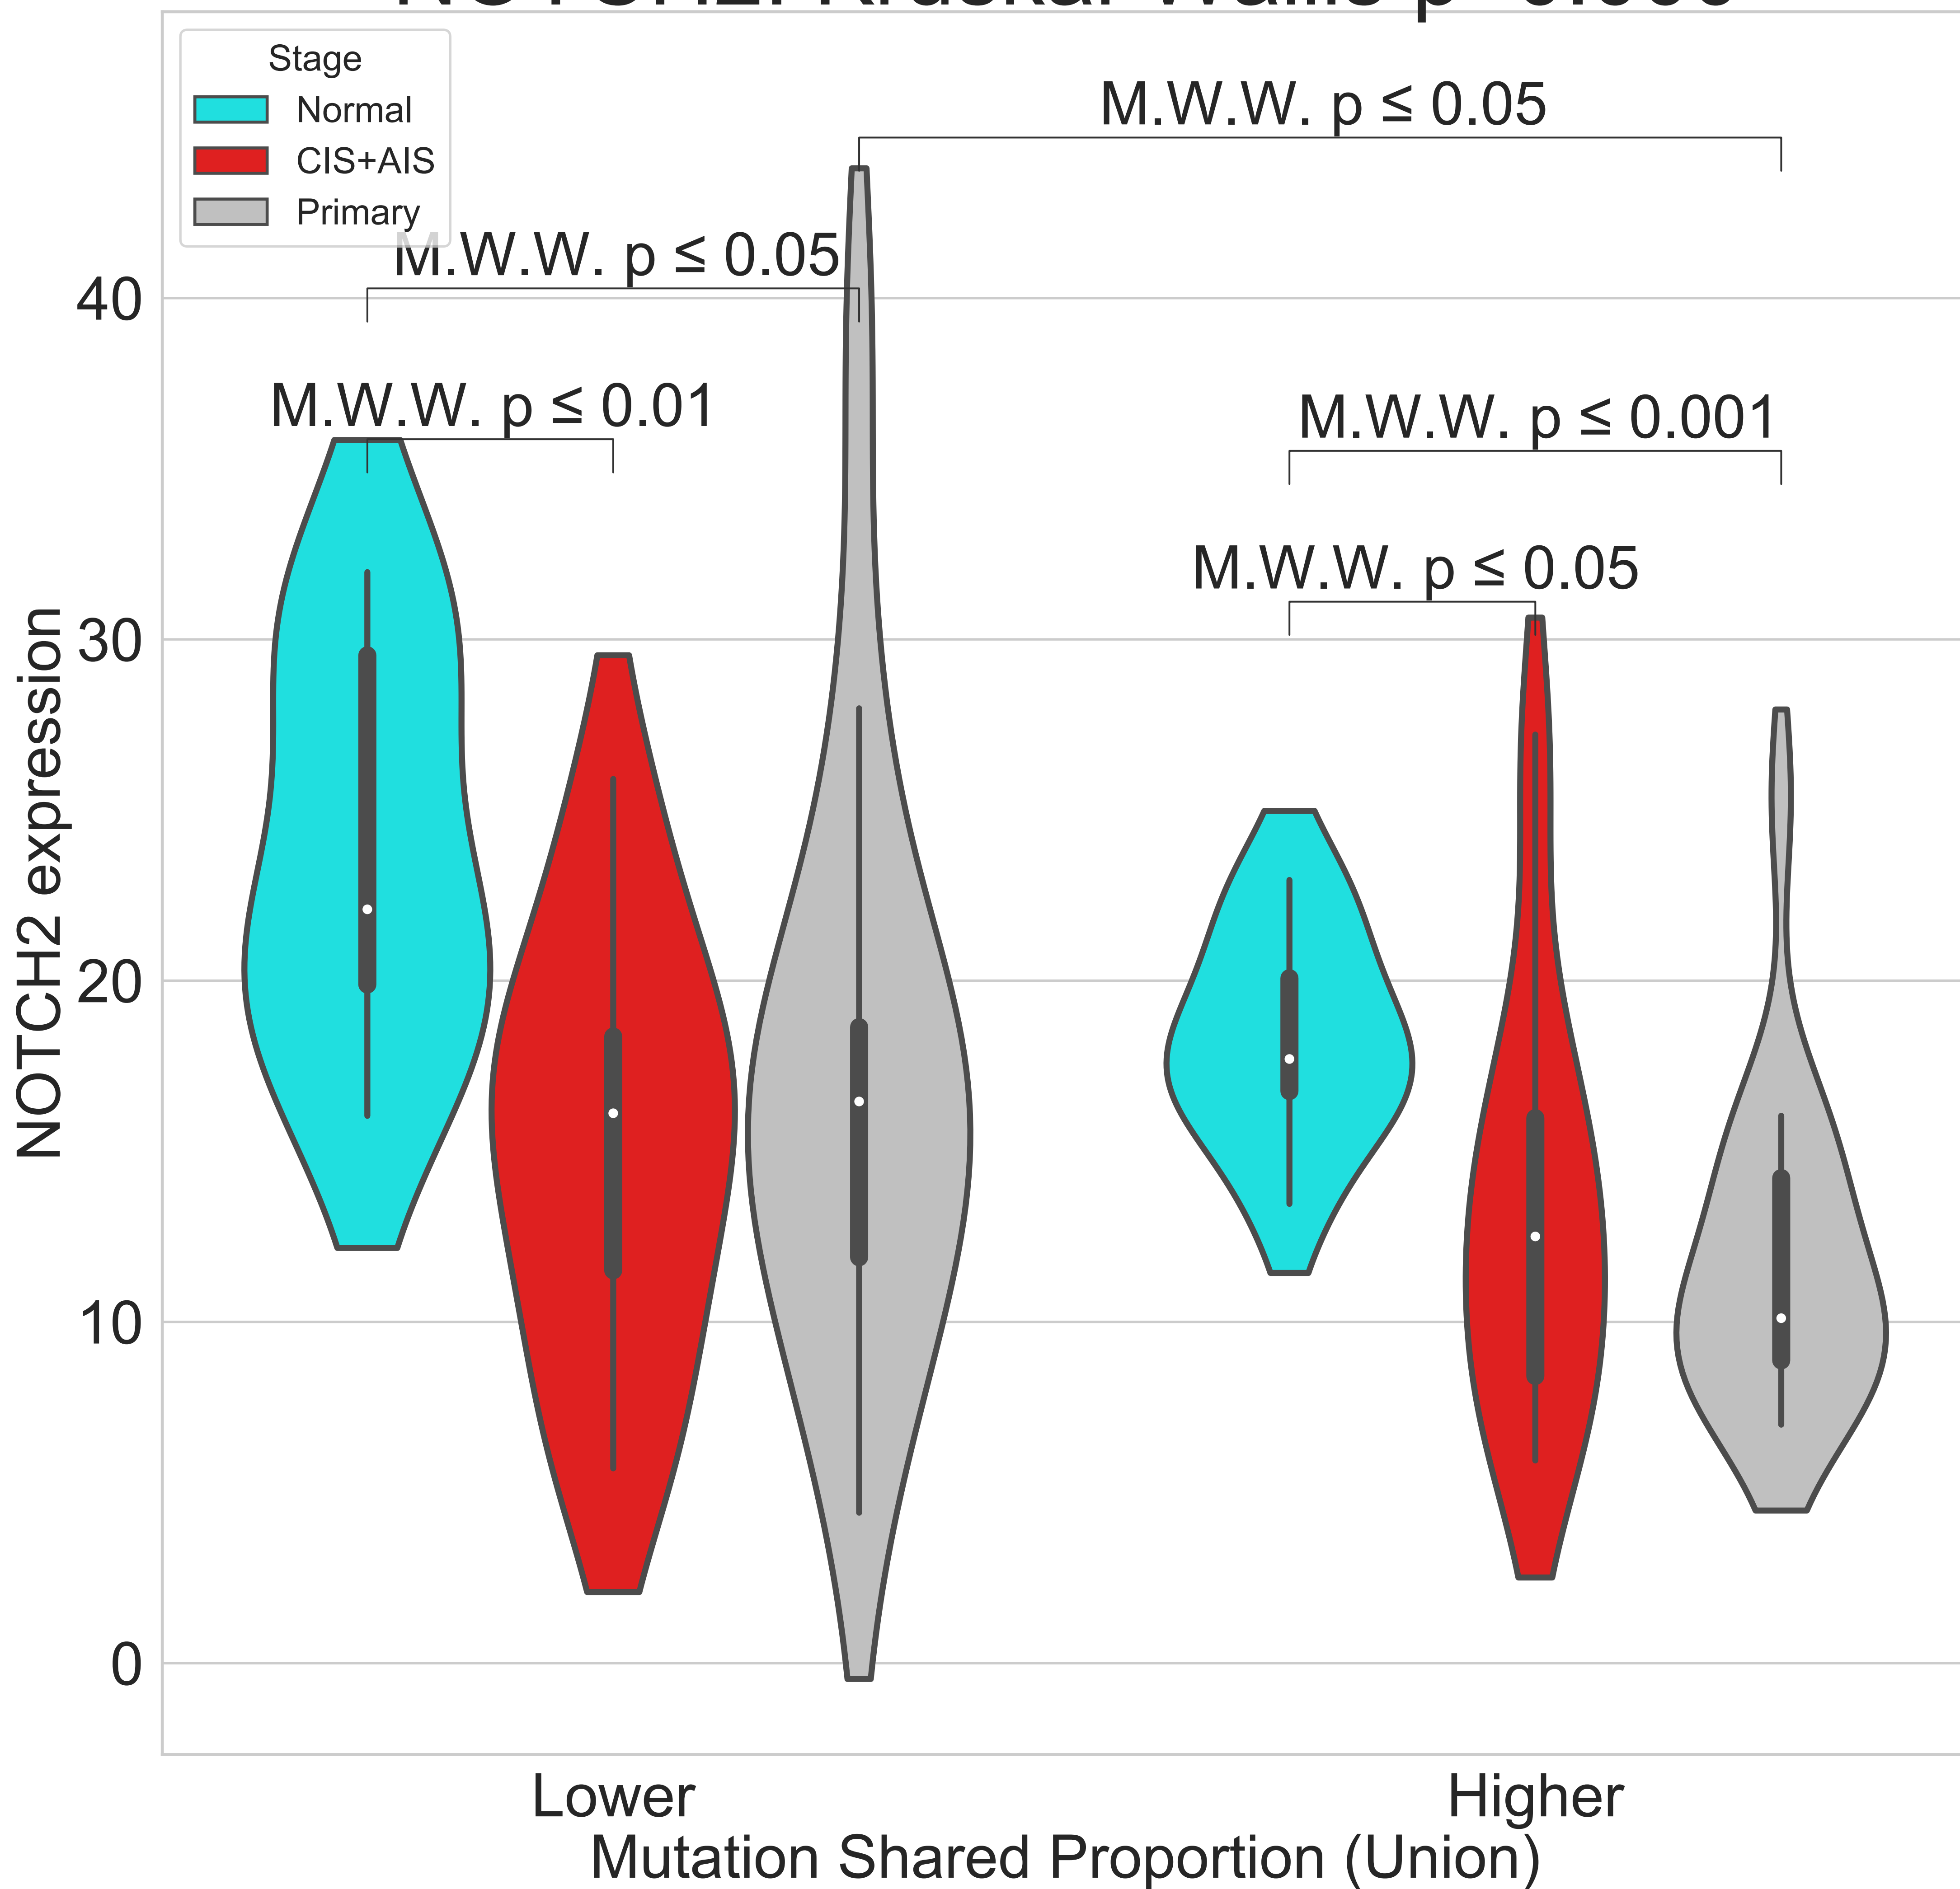 Stage
Normal
CIS+AIS
Primary
M.W.W. p ≤ 0.05
M.W.W. p ≤ 0.05
M.W.W. p ≤ 0.01
M.W.W. p ≤ 0.001
M.W.W. p ≤ 0.05
NOTCH2 expression
40
30
20
10
0
Lower
Higher
Mutation Shared Proportion (Union)